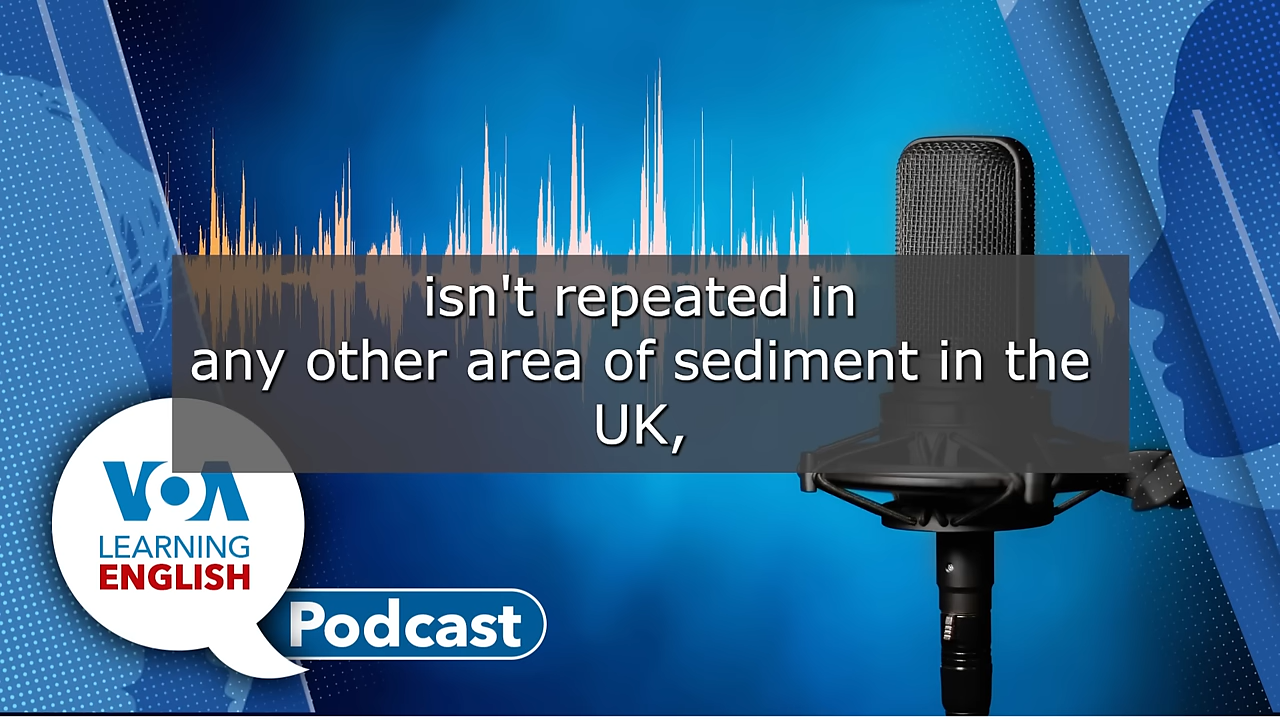 isn't repeated in
any other area of sediment in the
UK,
VOA
LEARNING
ENGLISH
Podcast